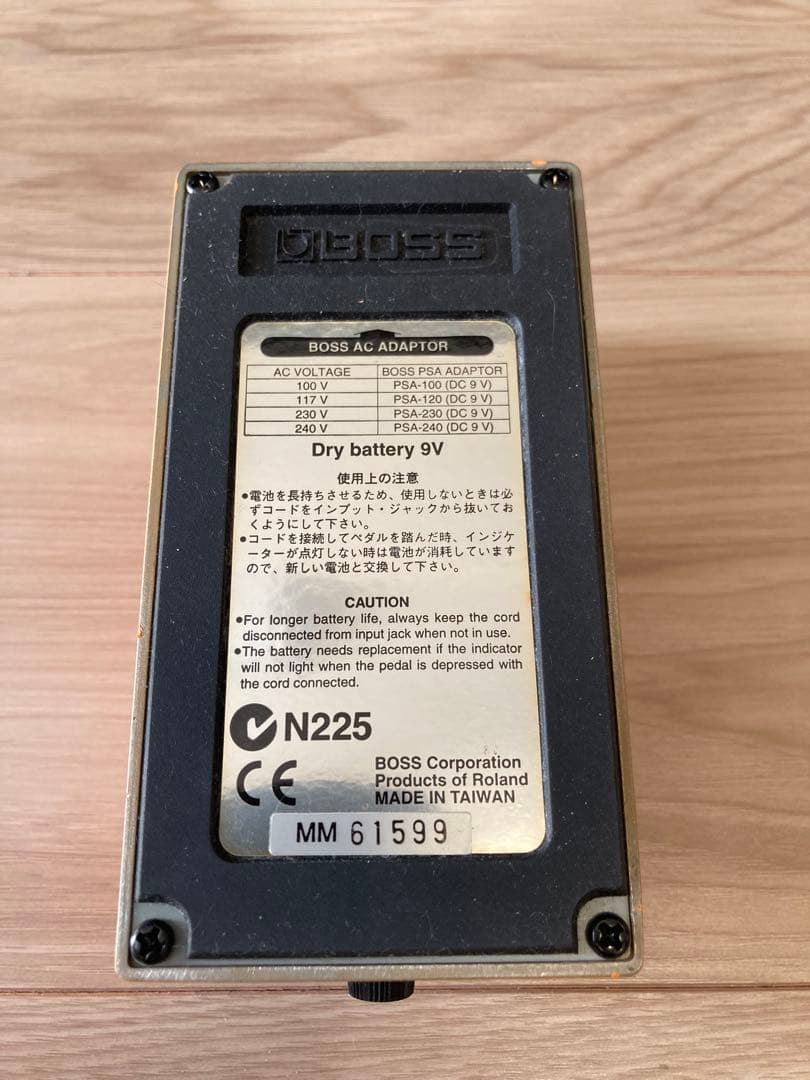 BOSS
BOSS AC ADAPTOR
AC VOLTAGE BOSS PSA ADAPTOR
100 V PSA-100 (DC 9 V)
117 V PSA-120 (DC 9 V)
230 V PSA-230 (DC 9 V)
240 V PSA-240 (DC 9 V)
Dry battery 9V
使用上の注意
●電池を長持ちさせるため、使用しないときは必
ずコードをインプット・ジャックから抜いてお
くようにして下さい。
●コードを接続してペダルを踏んだ時、インジケ
ーターが点灯しない時は電池が消耗しています
ので、新しい電池と交換して下さい。
CAUTION
●For longer battery life, always keep the cord
disconnected from input jack when not in use.
●The battery needs replacement if the indicator
will not light when the pedal is depressed with
the cord connected.
N225
CE
BOSS Corporation
Products of Roland
MADE IN TAIWAN
MM 61599